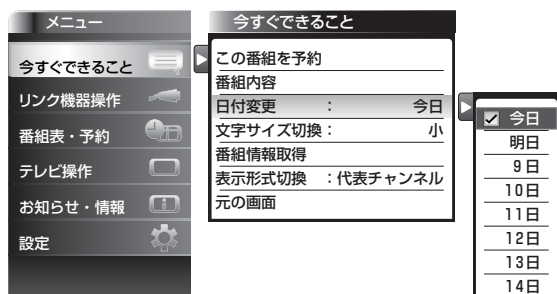 メニュー
今すぐできること
リンク機器操作
番組表・予約
テレビ操作
お知らせ・情報
設定
今すぐできること
この番組を予約
番組内容
日付変更 : 今日
文字サイズ切換 : 小
番組情報取得
表示形式切換 : 代表チャンネル
元の画面
今日
明日
9日
10日
11日
12日
13日
14日